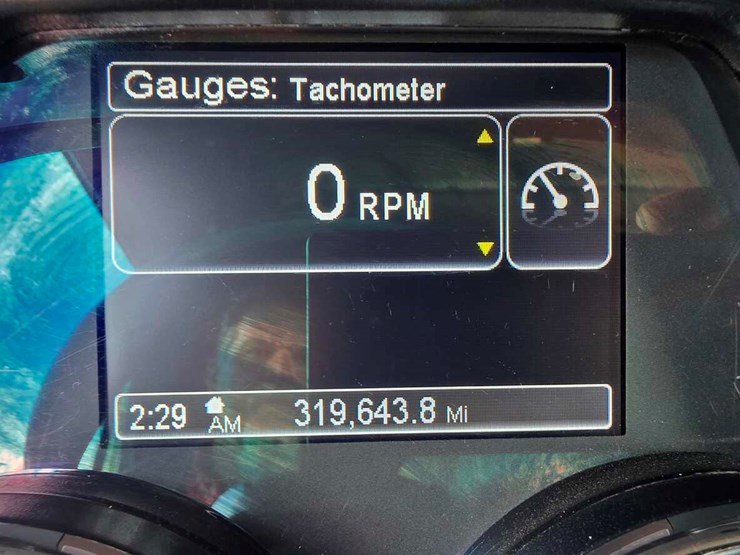 Gauges: Tachometer
0 RPM
2:29 AM 319,643.8 Mi